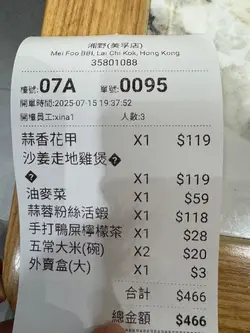 湘野(美孚店)
Mei Foo BBI, Lai Chi Kok, Hong Kong
35801088
檯號:07A 單號:0095
開單時間:2025-07-15 19:37:52
開檯員工:xina1 人數:3
蒜香花甲 X1 $119
沙姜走地雞煲�
� X1 $119
油麥菜 X1 $59
蒜蓉粉絲活蝦 X1 $118
手打鴨屎檸檬茶 X1 $28
五常大米(碗) X2 $20
外賣盒(大) X1 $3
合計 $466
總金額 $466